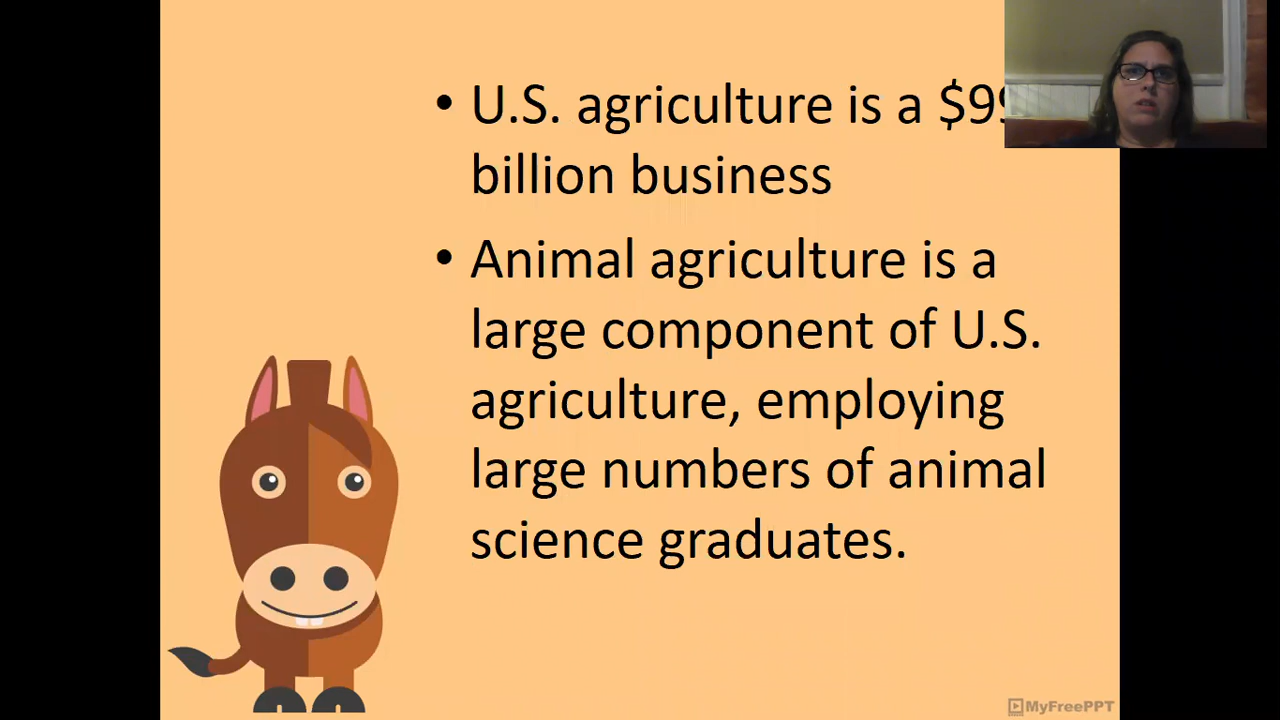 • U.S. agriculture is a
billion business
• Animal agriculture is a
large component of U.S.
agriculture, employing
large numbers of animal
science graduates.
MyFreePPT